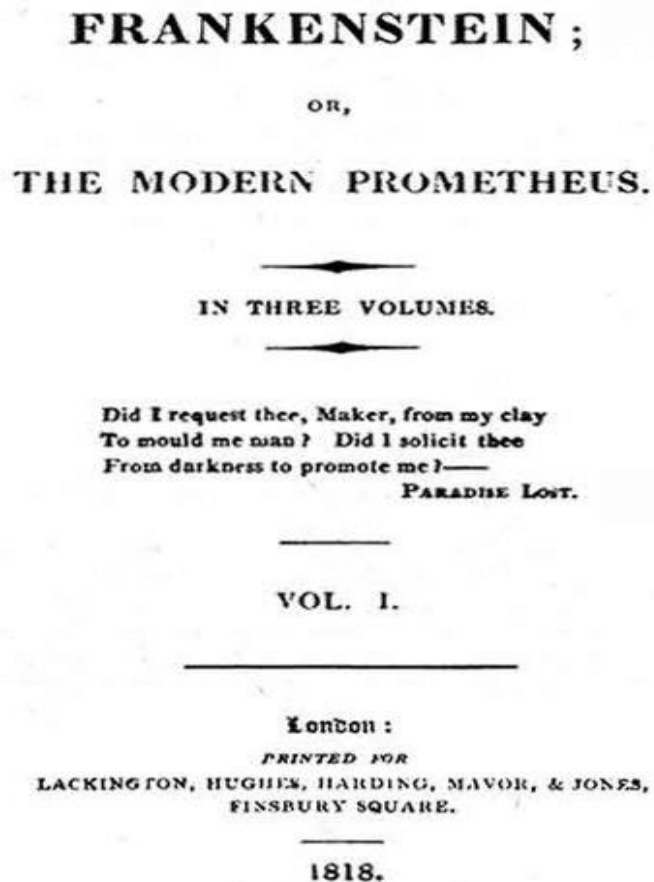 FRANKENSTEIN ;
OR,
THE MODERN PROMETHEUS.
IN THREE VOLUMES.
Did I request thee, Maker, from my clay
To mould me man ? Did I solicit thee
From darkness to promote me ?——
PARADISE LOST.
VOL. I.
London :
PRINTED FOR
LACKINGTON, HUGHES, HARDING, MAVOR, & JONES,
FINSBURY SQUARE.
1818.